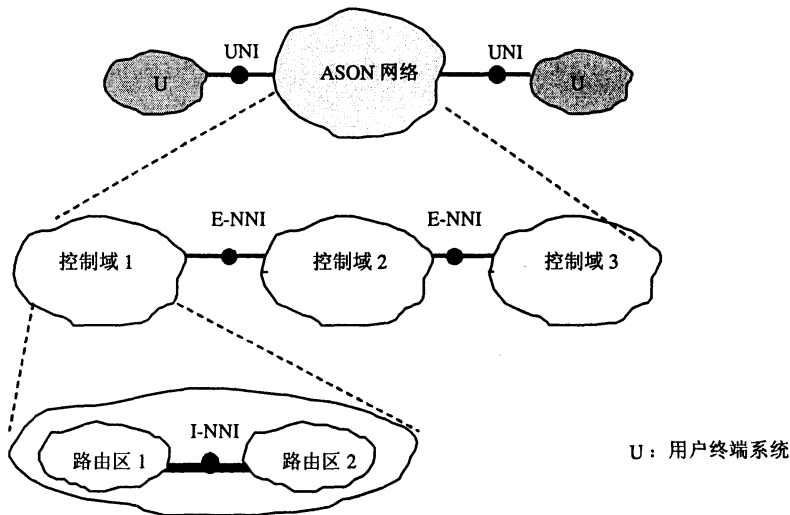 UNI
UNI
U
ASON 网络
U
E-NNI
E-NNI
控制域 1
控制域 2
控制域 3
I-NNI
路由区 1
路由区 2
U：用户终端系统